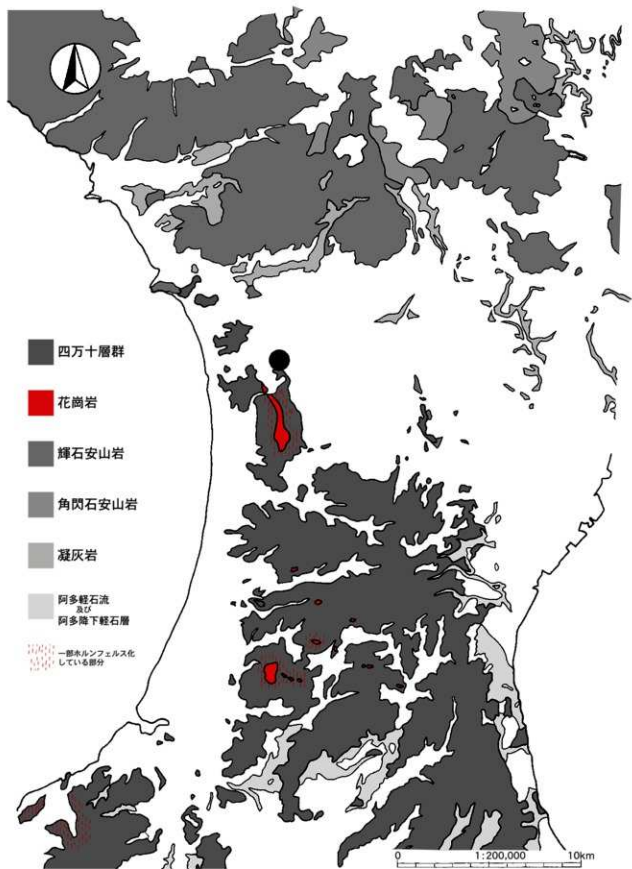 四万十層群
花崗岩
輝石安山岩
角閃石安山岩
凝灰岩
阿多軽石流
及び
阿多降下軽石層
一部ホルンフェルス化
している部分
0 1:200,000 10km